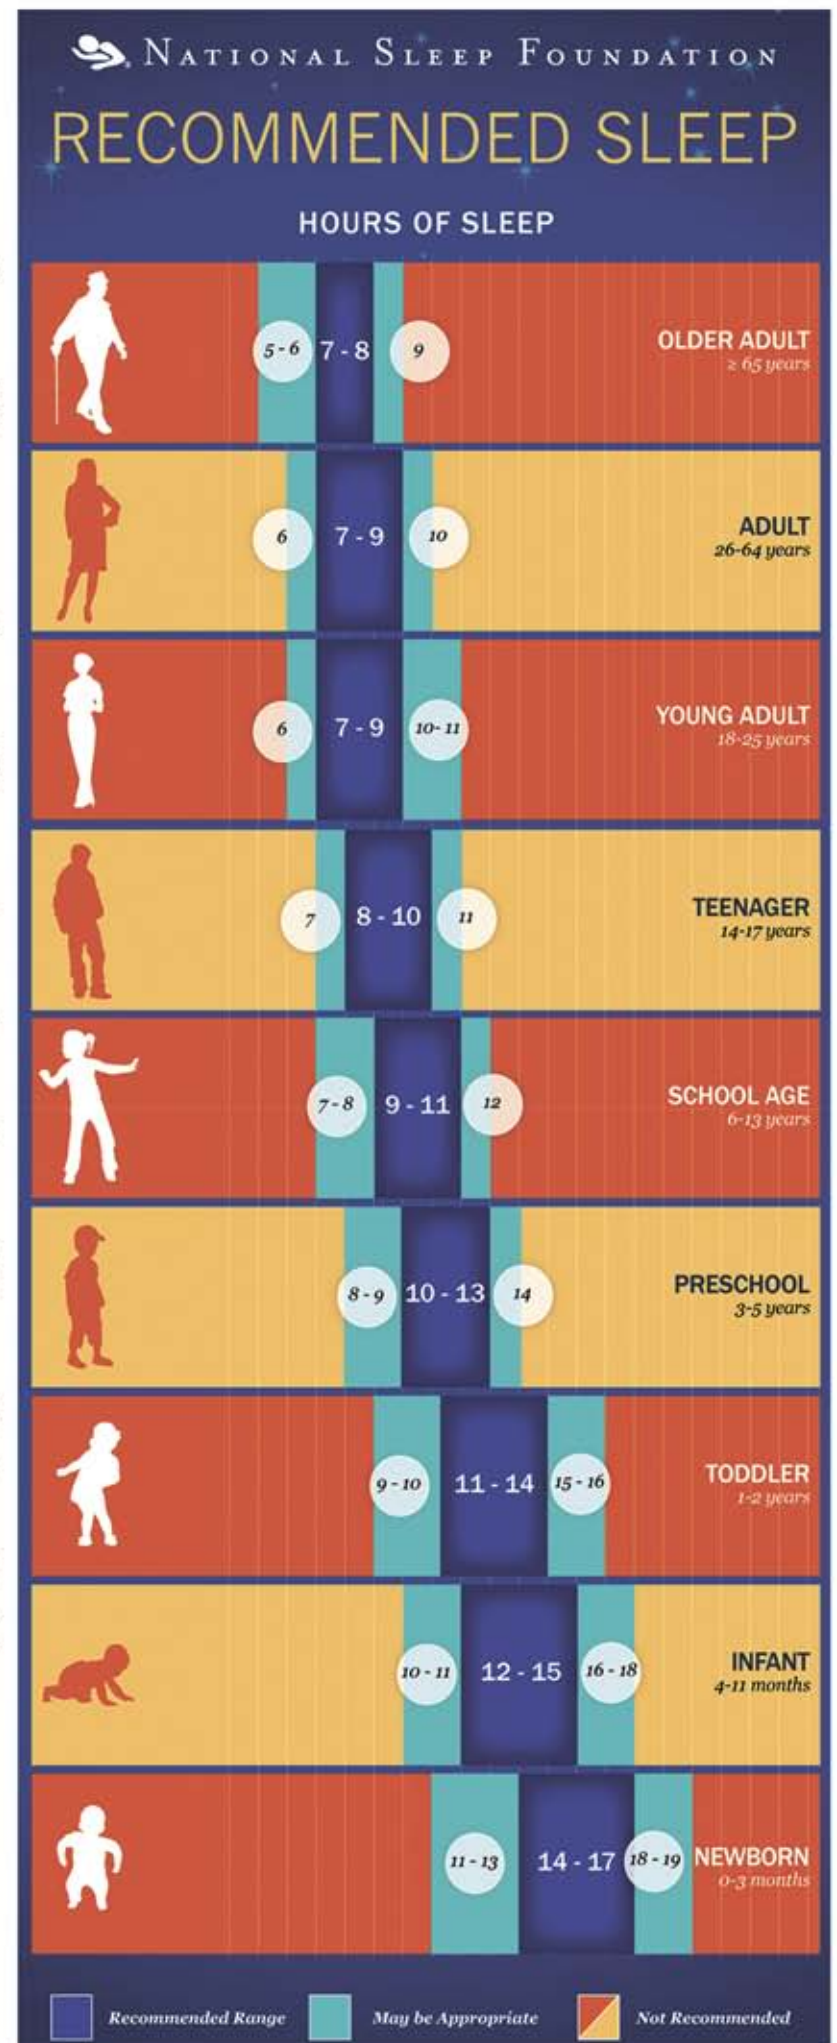 NATIONAL SLEEP FOUNDATION
RECOMMENDED SLEEP
HOURS OF SLEEP
5 - 6 7 - 8 9
OLDER ADULT
≥ 65 years
6 7 - 9 10
ADULT
26-64 years
6 7 - 9 10- 11
YOUNG ADULT
18-25 years
7 8 - 10 11
TEENAGER
14-17 years
7 - 8 9 - 11 12
SCHOOL AGE
6-13 years
8 - 9 10 - 13 14
PRESCHOOL
3-5 years
9 - 10 11 - 14 15 - 16
TODDLER
1-2 years
10 - 11 12 - 15 16 - 18
INFANT
4-11 months
11 - 13 14 - 17 18 - 19
NEWBORN
0-3 months
Recommended Range May be Appropriate Not Recommended